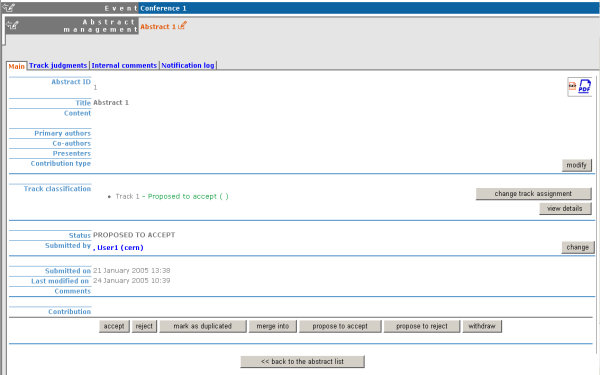 Event Conference 1
Abstract management Abstract 1
Main Track judgments Internal comments Notification log
Abstract ID 1
PDF
Title Abstract 1
Content
Primary authors
Co-authors
Presenters
Contribution type
modify
Track classification
• Track 1 - Proposed to accept ( )
change track assignment
view details
Status PROPOSED TO ACCEPT
Submitted by , User1 (cern)
change
Submitted on 21 January 2005 13:38
Last modified on 24 January 2005 10:39
Comments
Contribution
accept reject mark as duplicated merge into propose to accept propose to reject withdraw
<< back to the abstract list